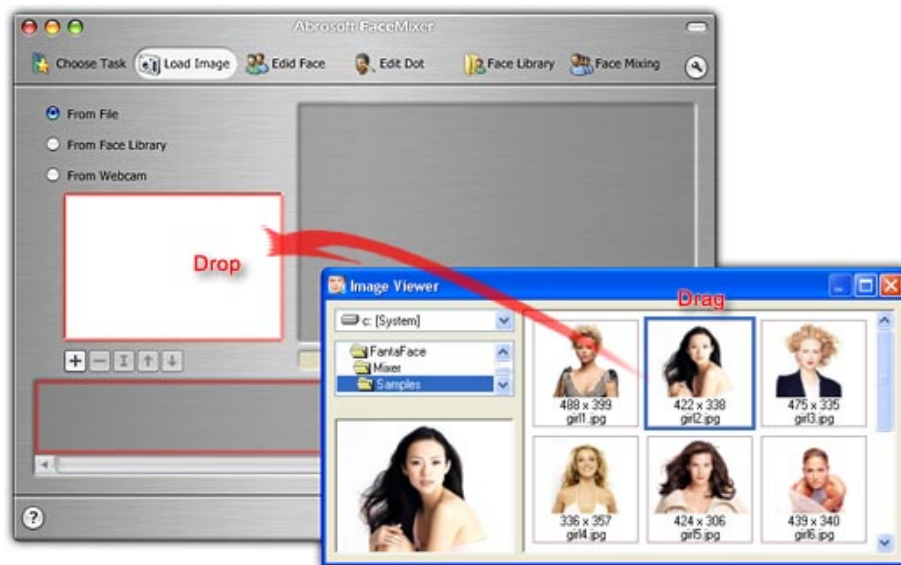 Abrosoft FaceMixer
Choose Task Load Image Edid Face Edit Dot Face Library Face Mixing
From File
From Face Library
From Webcam
Drop
Image Viewer
Drag
c: [System]
FantaFace
Mixer
Samples
488 x 399 422 x 338 475 x 335
girl1.jpg girl2.jpg girl3.jpg
336 x 357 424 x 306 439 x 340
girl4.jpg girl5.jpg girl6.jpg
?